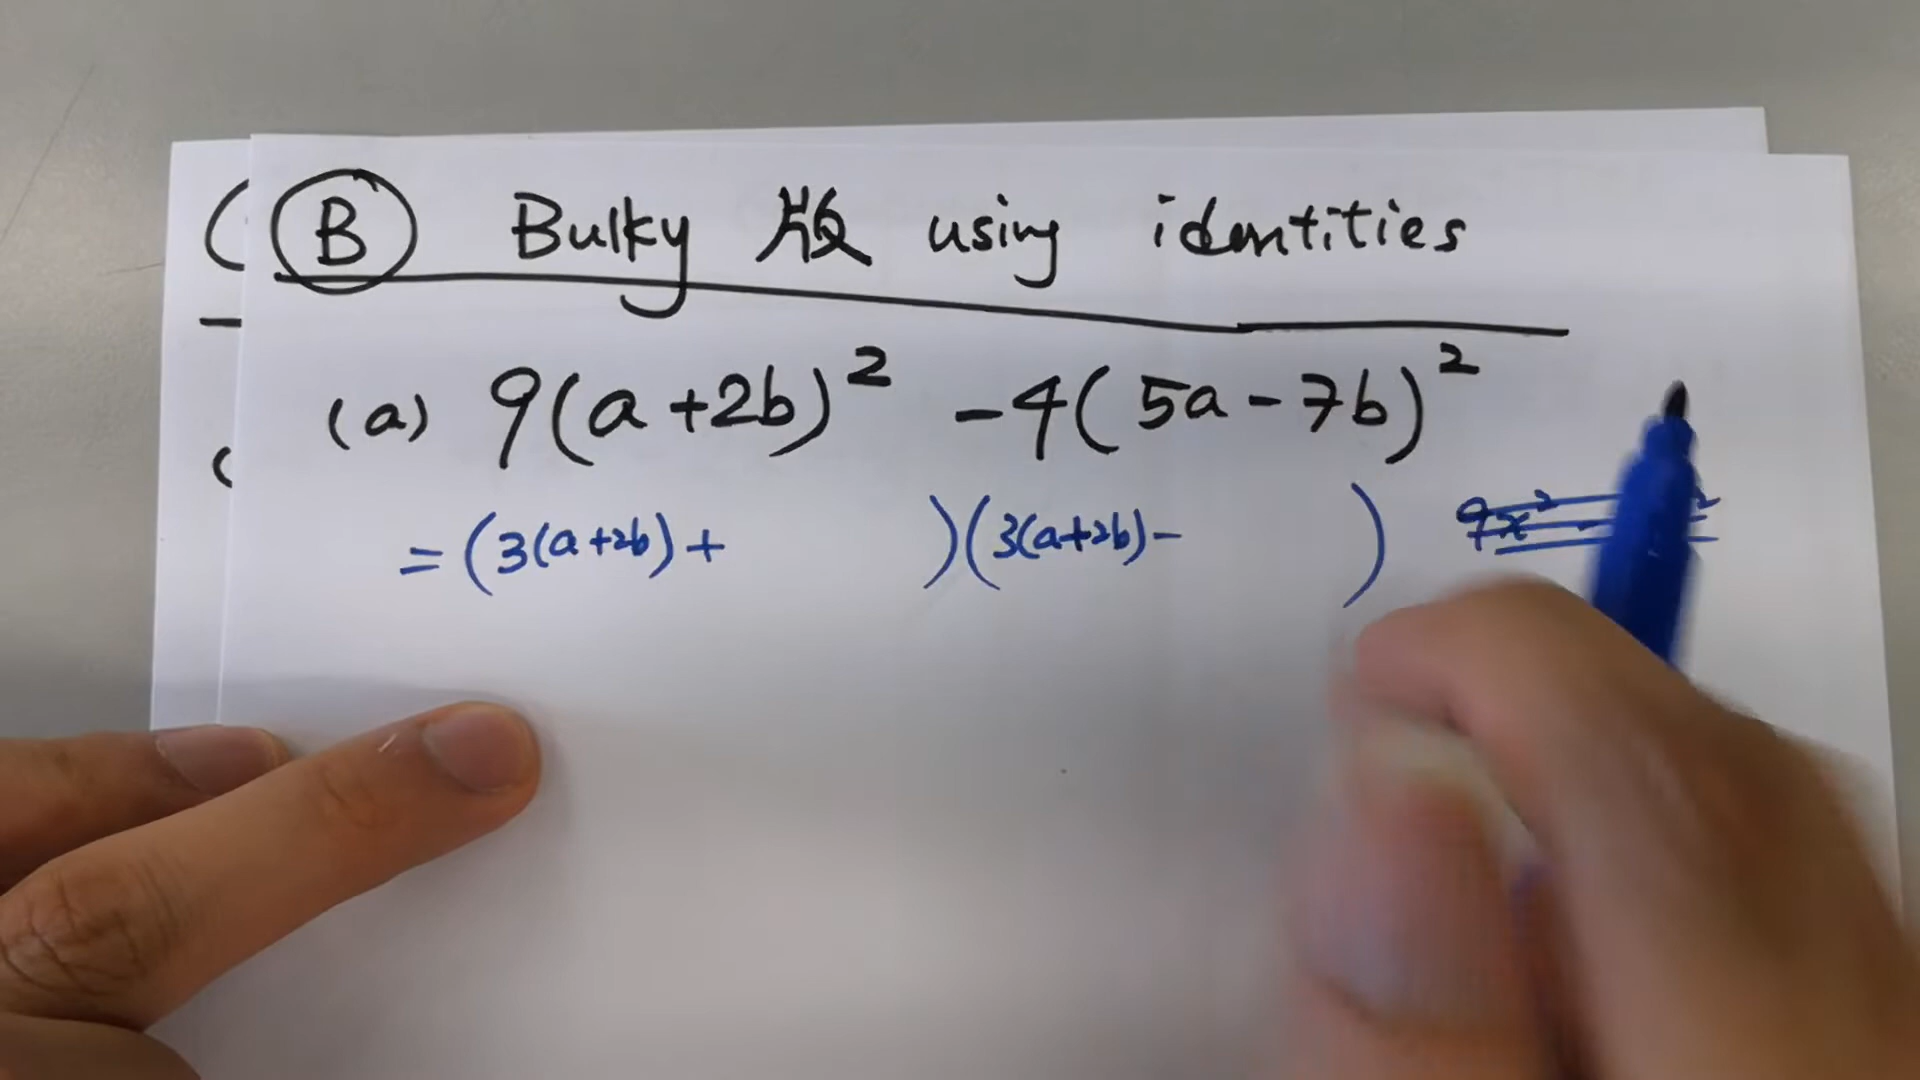 B Bulky 版 using identities
(a) 9(a+2b)² -4(5a-7b)²
= (3(a+2b)+ )(3(a+2b)- )